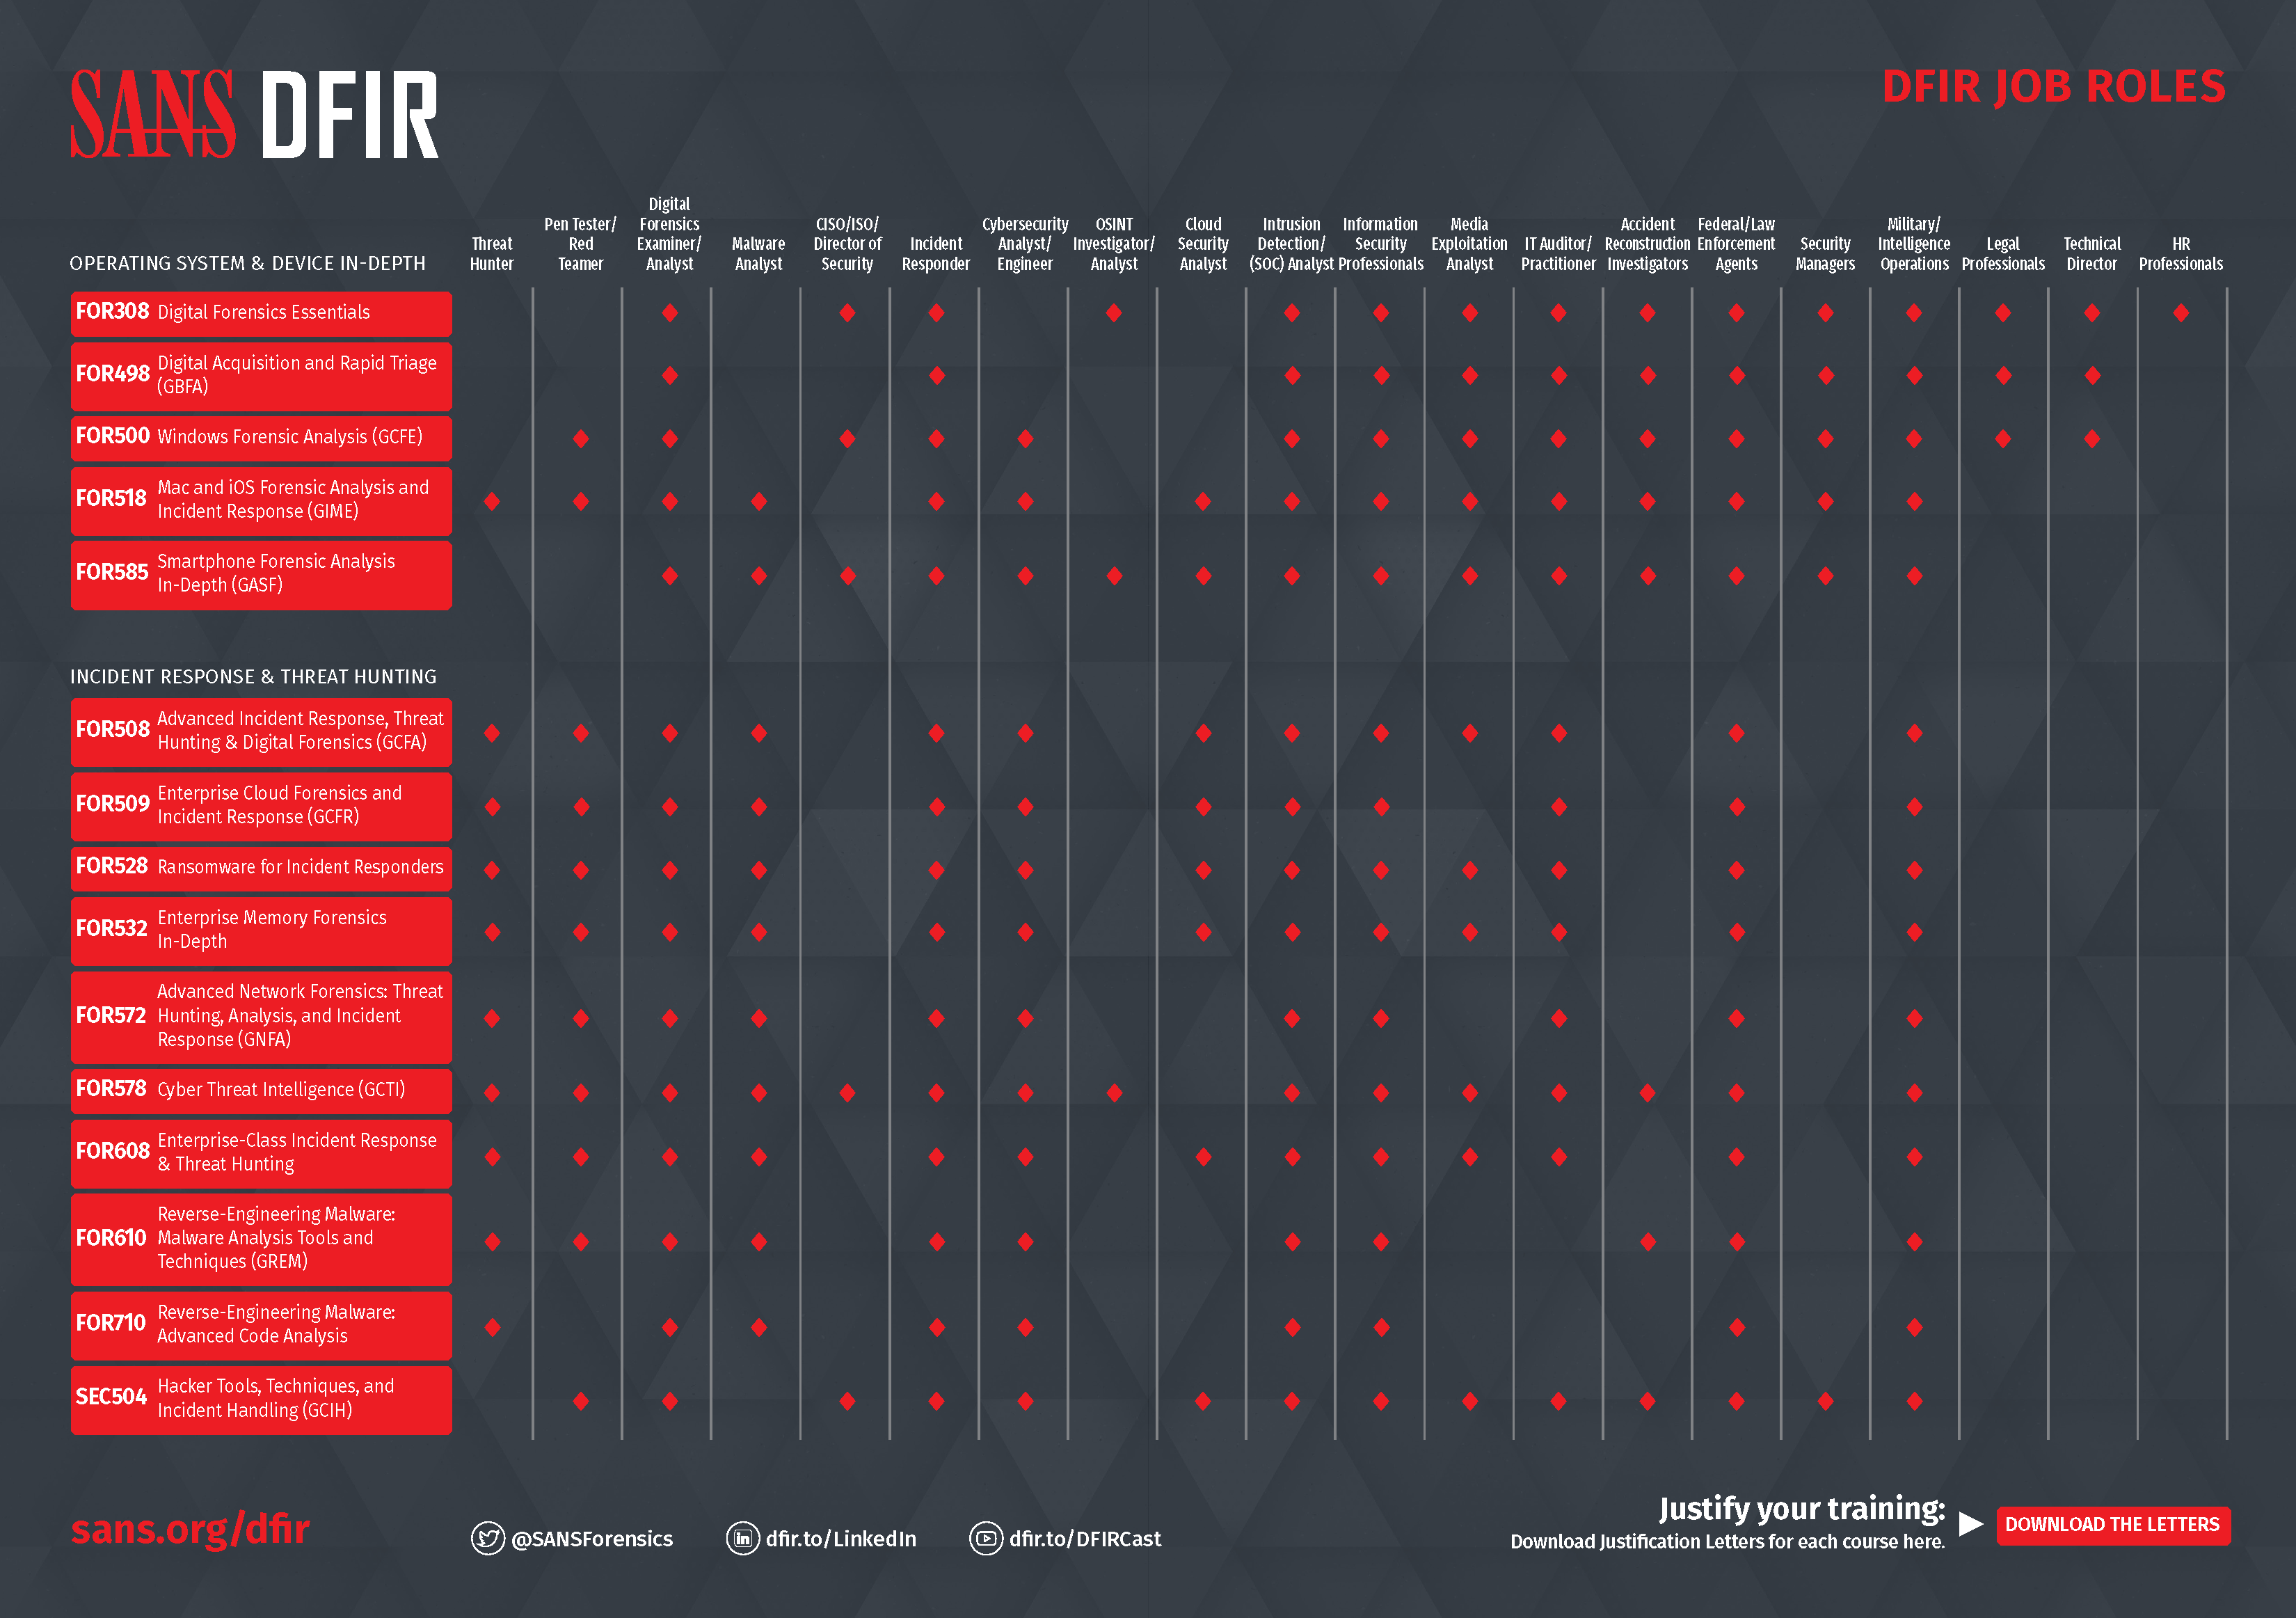 SANS DFIR
DFIR JOB ROLES
OPERATING SYSTEM & DEVICE IN-DEPTH
Threat
Hunter
Pen Tester/
Red
Teamer
Digital
Forensics
Examiner/
Analyst
Malware
Analyst
CISO/ISO/
Director of
Security
Incident
Responder
Cybersecurity
Analyst/
Engineer
OSINT
Investigator/
Analyst
Cloud
Security
Analyst
Intrusion
Detection/
(SOC) Analyst
Information
Security
Professionals
Media
Exploitation
Analyst
IT Auditor/
Practitioner
Accident
Reconstruction
Investigators
Federal/Law
Enforcement
Agents
Security
Managers
Military/
Intelligence
Operations
Legal
Professionals
Technical
Director
HR
Professionals
FOR308 Digital Forensics Essentials
FOR498 Digital Acquisition and Rapid Triage
(GBFA)
FOR500 Windows Forensic Analysis (GCFE)
FOR518 Mac and iOS Forensic Analysis and
Incident Response (GIME)
FOR585 Smartphone Forensic Analysis
In-Depth (GASF)
INCIDENT RESPONSE & THREAT HUNTING
FOR508 Advanced Incident Response, Threat
Hunting & Digital Forensics (GCFA)
FOR509 Enterprise Cloud Forensics and
Incident Response (GCFR)
FOR528 Ransomware for Incident Responders
FOR532 Enterprise Memory Forensics
In-Depth
FOR572 Advanced Network Forensics: Threat
Hunting, Analysis, and Incident
Response (GNFA)
FOR578 Cyber Threat Intelligence (GCTI)
FOR608 Enterprise-Class Incident Response
& Threat Hunting
FOR610 Reverse-Engineering Malware:
Malware Analysis Tools and
Techniques (GREM)
FOR710 Reverse-Engineering Malware:
Advanced Code Analysis
SEC504 Hacker Tools, Techniques, and
Incident Handling (GCIH)
sans.org/dfir
@SANSForensics
dfir.to/LinkedIn
dfir.to/DFIRCast
Justify your training:
Download Justification Letters for each course here.
DOWNLOAD THE LETTERS